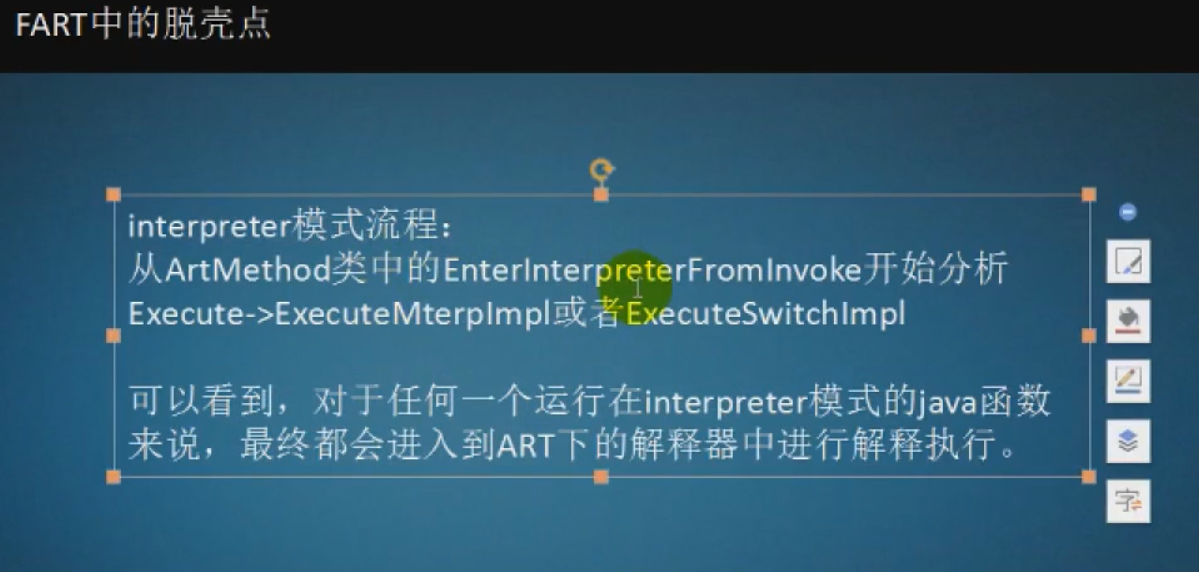 FART中的脱壳点
interpreter模式流程：
从ArtMethod类中的EnterInterpreterFromInvoke开始分析
Execute->ExecuteMterpImpl或者ExecuteSwitchImpl
可以看到，对于任何一个运行在interpreter模式的java函数
来说，最终都会进入到ART下的解释器中进行解释执行。
字